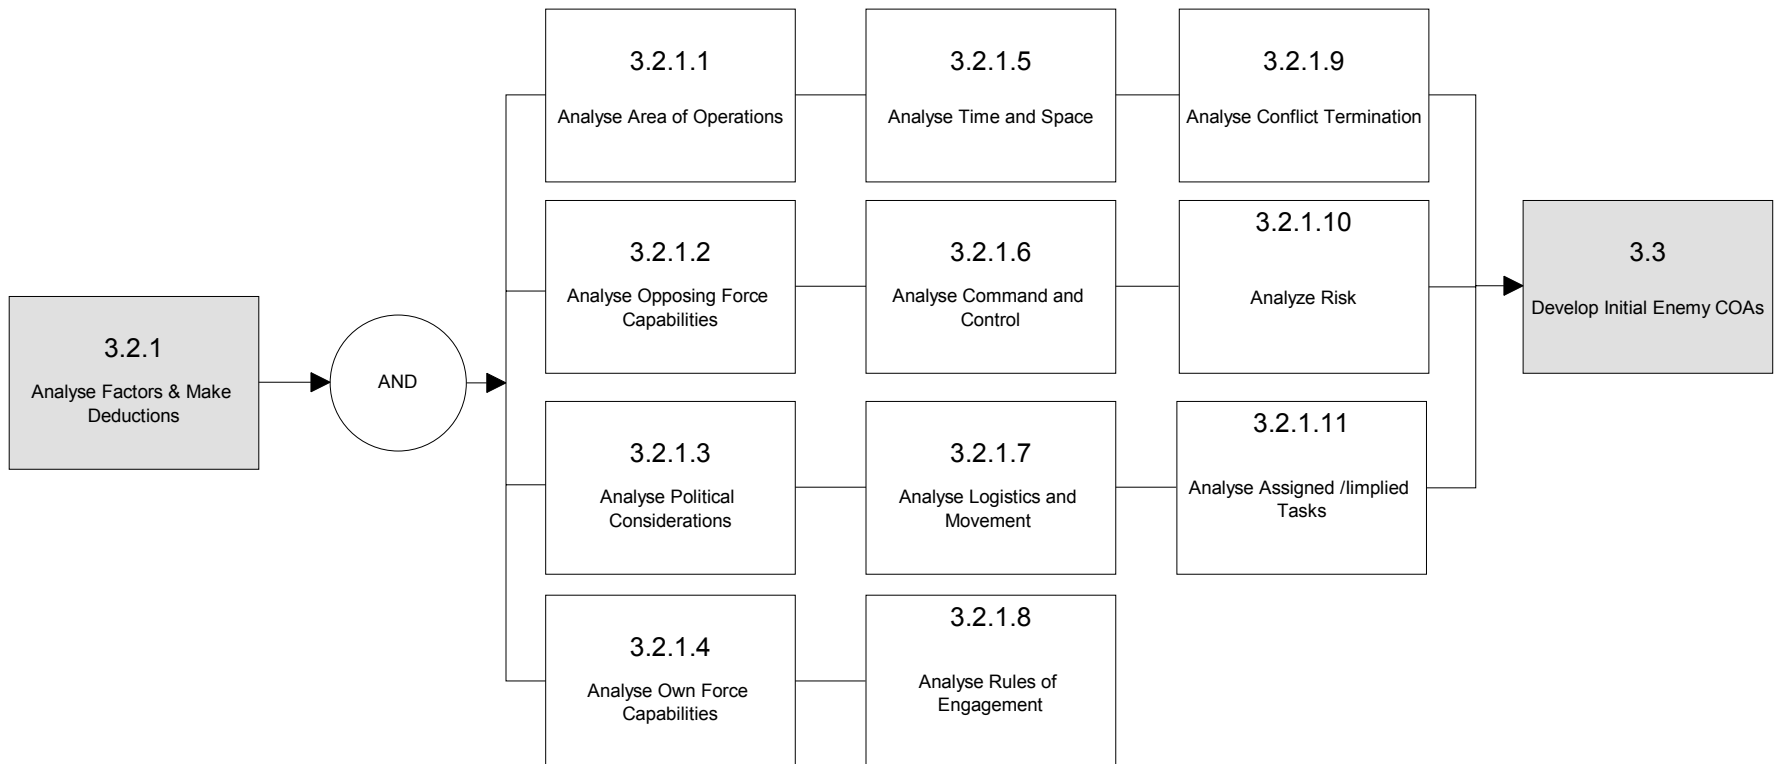 3.2.1
Analyse Factors & Make
Deductions
AND
3.2.1.1
Analyse Area of Operations
3.2.1.5
Analyse Time and Space
3.2.1.9
Analyse Conflict Termination
3.2.1.2
Analyse Opposing Force
Capabilities
3.2.1.6
Analyse Command and
Control
3.2.1.10
Analyze Risk
3.2.1.3
Analyse Political
Considerations
3.2.1.7
Analyse Logistics and
Movement
3.2.1.11
Analyse Assigned /Iimplied
Tasks
3.2.1.4
Analyse Own Force
Capabilities
3.2.1.8
Analyse Rules of
Engagement
3.3
Develop Initial Enemy COAs